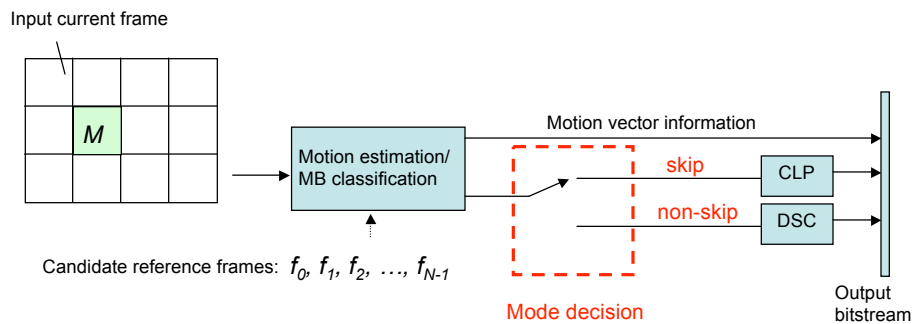 Input current frame
M
Motion estimation/
MB classification
Motion vector information
skip
CLP
non-skip
DSC
Candidate reference frames: f0, f1, f2, ..., fN-1
Mode decision
Output
bitstream